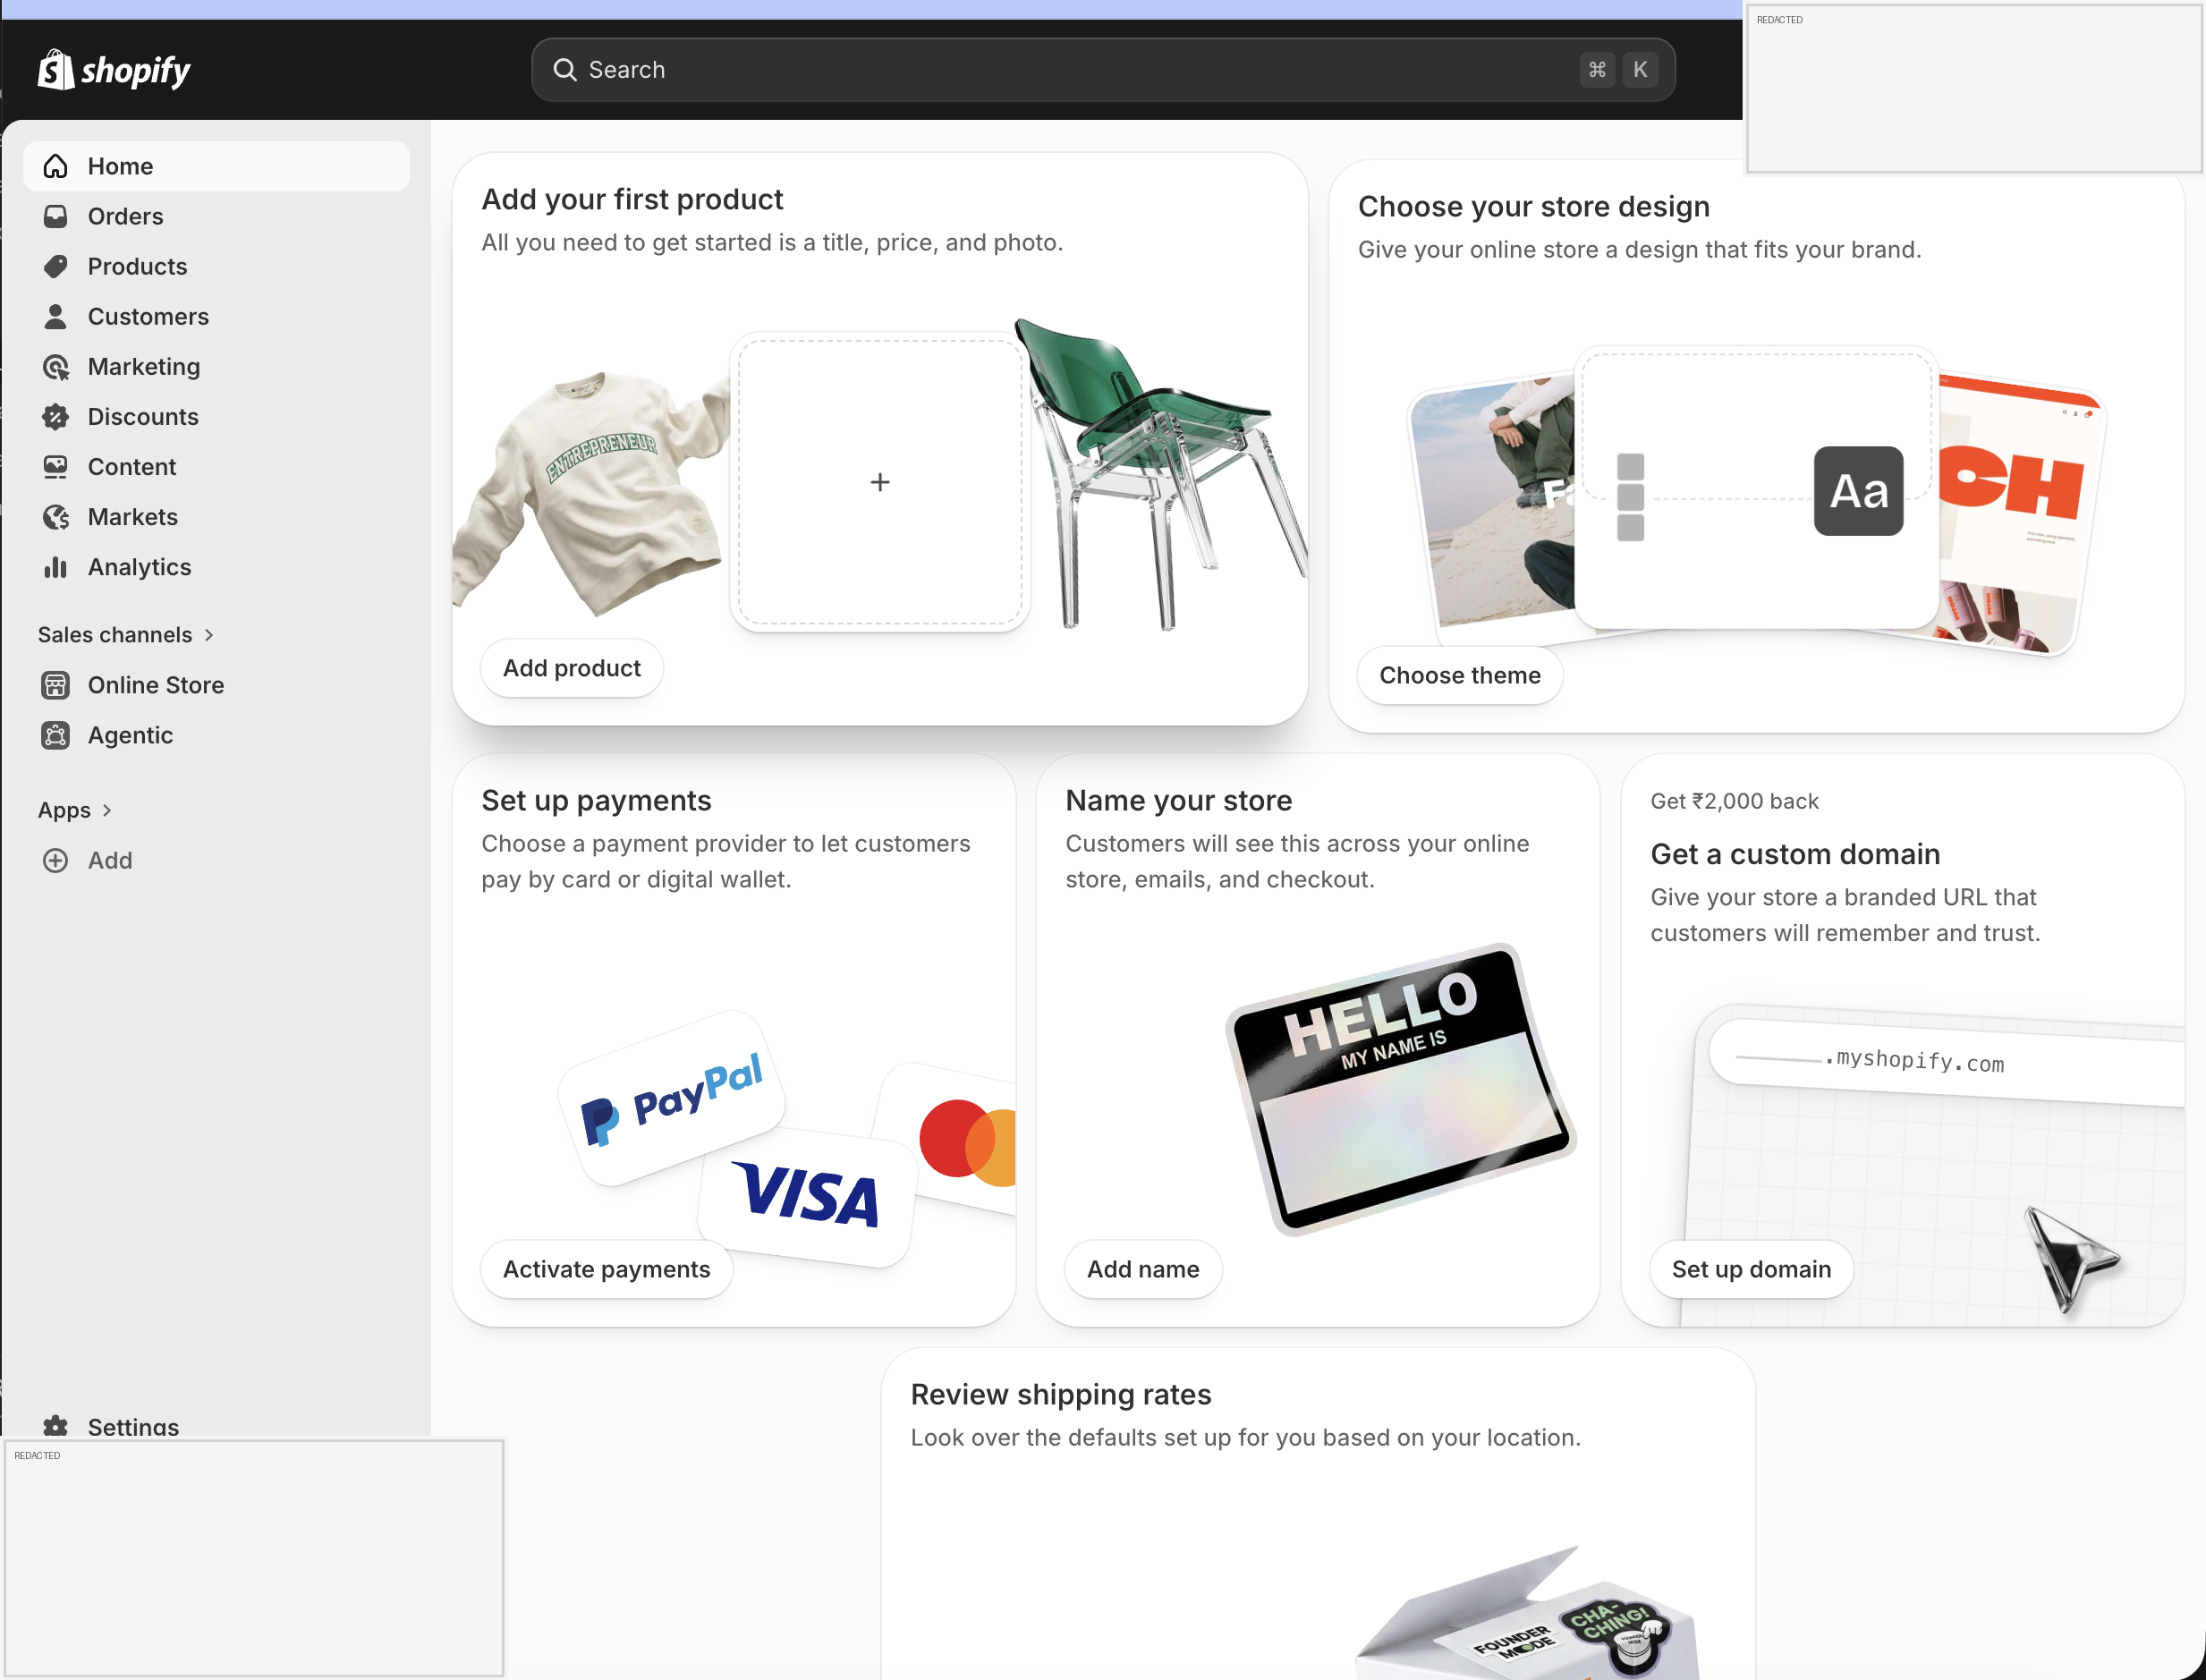 REDACTED
shopify
Search
⌘ K
Home
Orders
Products
Customers
Marketing
Discounts
Content
Markets
Analytics
Sales channels
Online Store
Agentic
Apps
Add
Settings
REDACTED
Add your first product
All you need to get started is a title, price, and photo.
ENTREPRENEUR
+
Add product
Choose your store design
Give your online store a design that fits your brand.
Aa
CH
Choose theme
Set up payments
Choose a payment provider to let customers
pay by card or digital wallet.
PayPal
VISA
Activate payments
Name your store
Customers will see this across your online
store, emails, and checkout.
HELLO
MY NAME IS
Add name
Get ₹2,000 back
Get a custom domain
Give your store a branded URL that
customers will remember and trust.
.myshopify.com
Set up domain
Review shipping rates
Look over the defaults set up for you based on your location.
FOUNDER
MODE
CHA-
CHING!